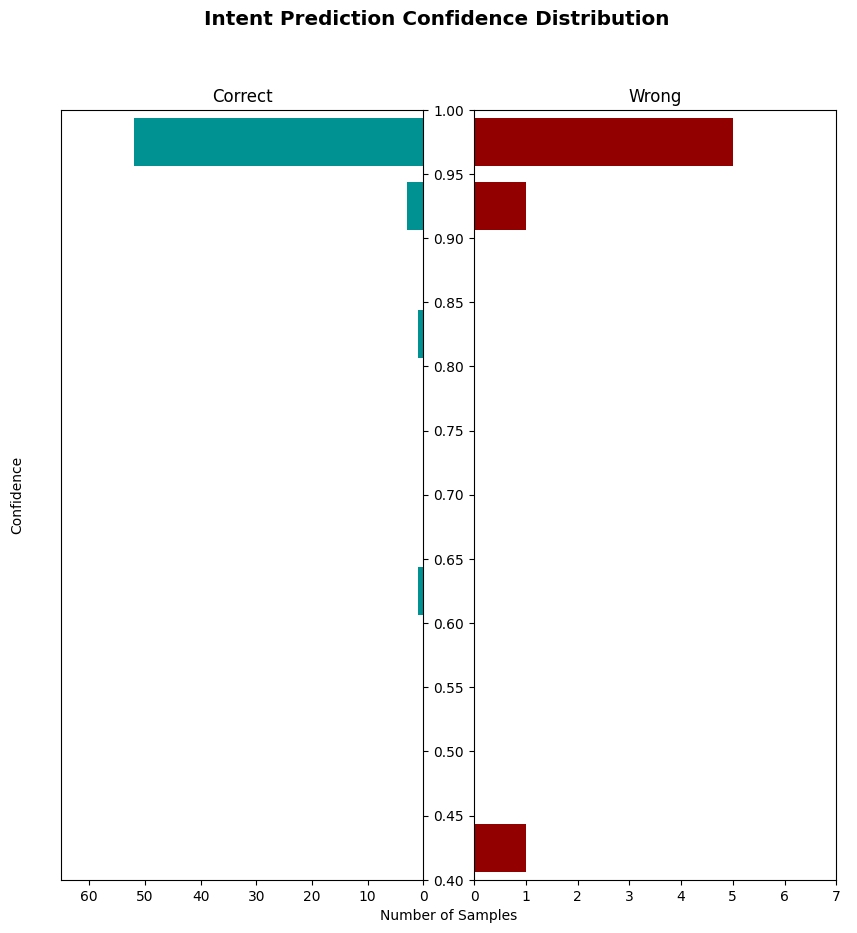 Intent Prediction Confidence Distribution
Correct
Wrong
1.00
0.95
0.90
0.85
0.80
0.75
0.70
0.65
0.60
0.55
0.50
0.45
0.40
Confidence
60 50 40 30 20 10 0
0 1 2 3 4 5 6 7
Number of Samples